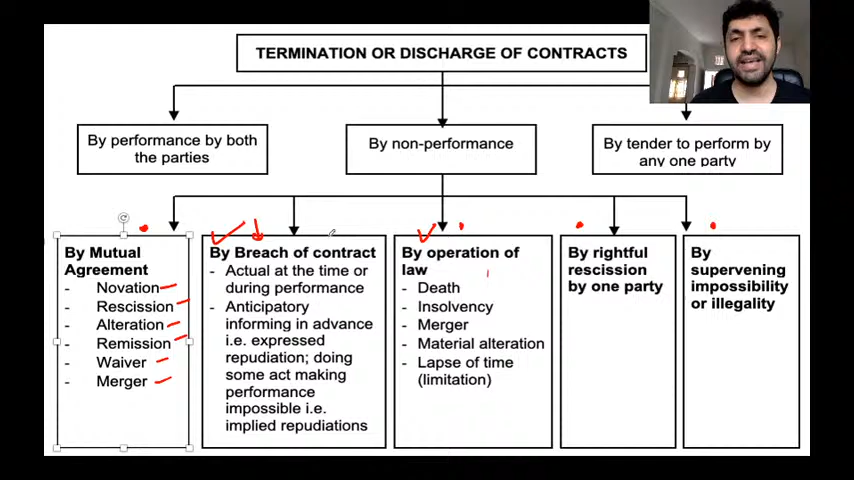 TERMINATION OR DISCHARGE OF CONTRACTS
By performance by both
the parties
By non-performance
By tender to perform by
any one party
By Mutual
Agreement
- Novation
- Rescission
- Alteration
- Remission
- Waiver
- Merger
By Breach of contract
- Actual at the time or
during performance
- Anticipatory
informing in advance
i.e. expressed
repudiation; doing
some act making
performance
impossible i.e.
implied repudiations
By operation of
law
- Death
- Insolvency
- Merger
- Material alteration
- Lapse of time
(limitation)
By rightful
rescission
by one party
By
supervening
impossibility
or illegality